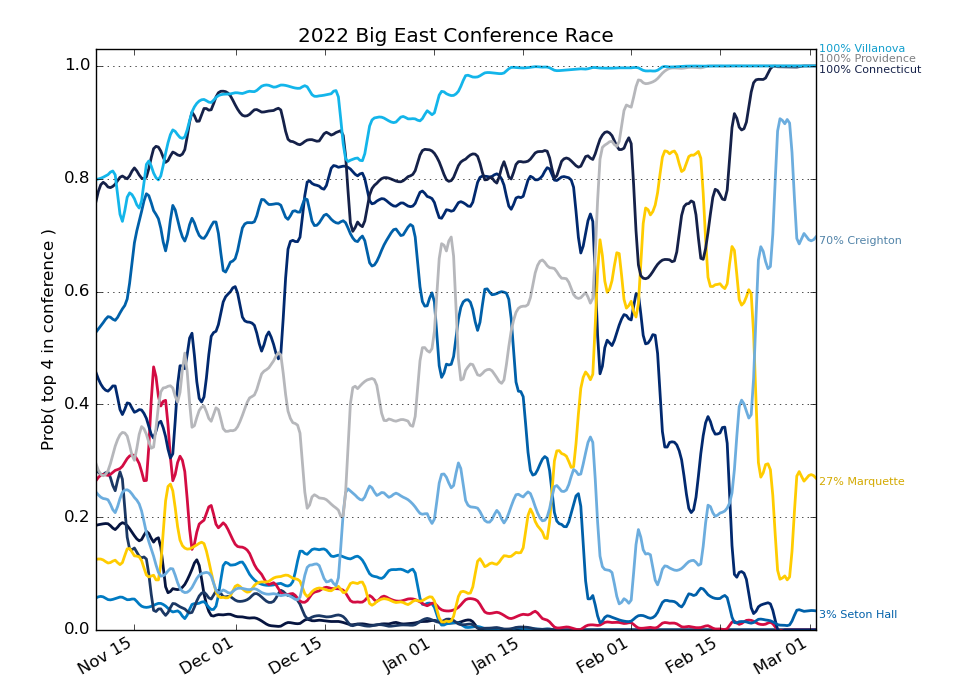 2022 Big East Conference Race
Prob( top 4 in conference )
1.0
0.8
0.6
0.4
0.2
0.0
Nov 15
Dec 01
Dec 15
Jan 01
Jan 15
Feb 01
Feb 15
Mar 01
100% Villanova
100% Providence
100% Connecticut
70% Creighton
27% Marquette
3% Seton Hall